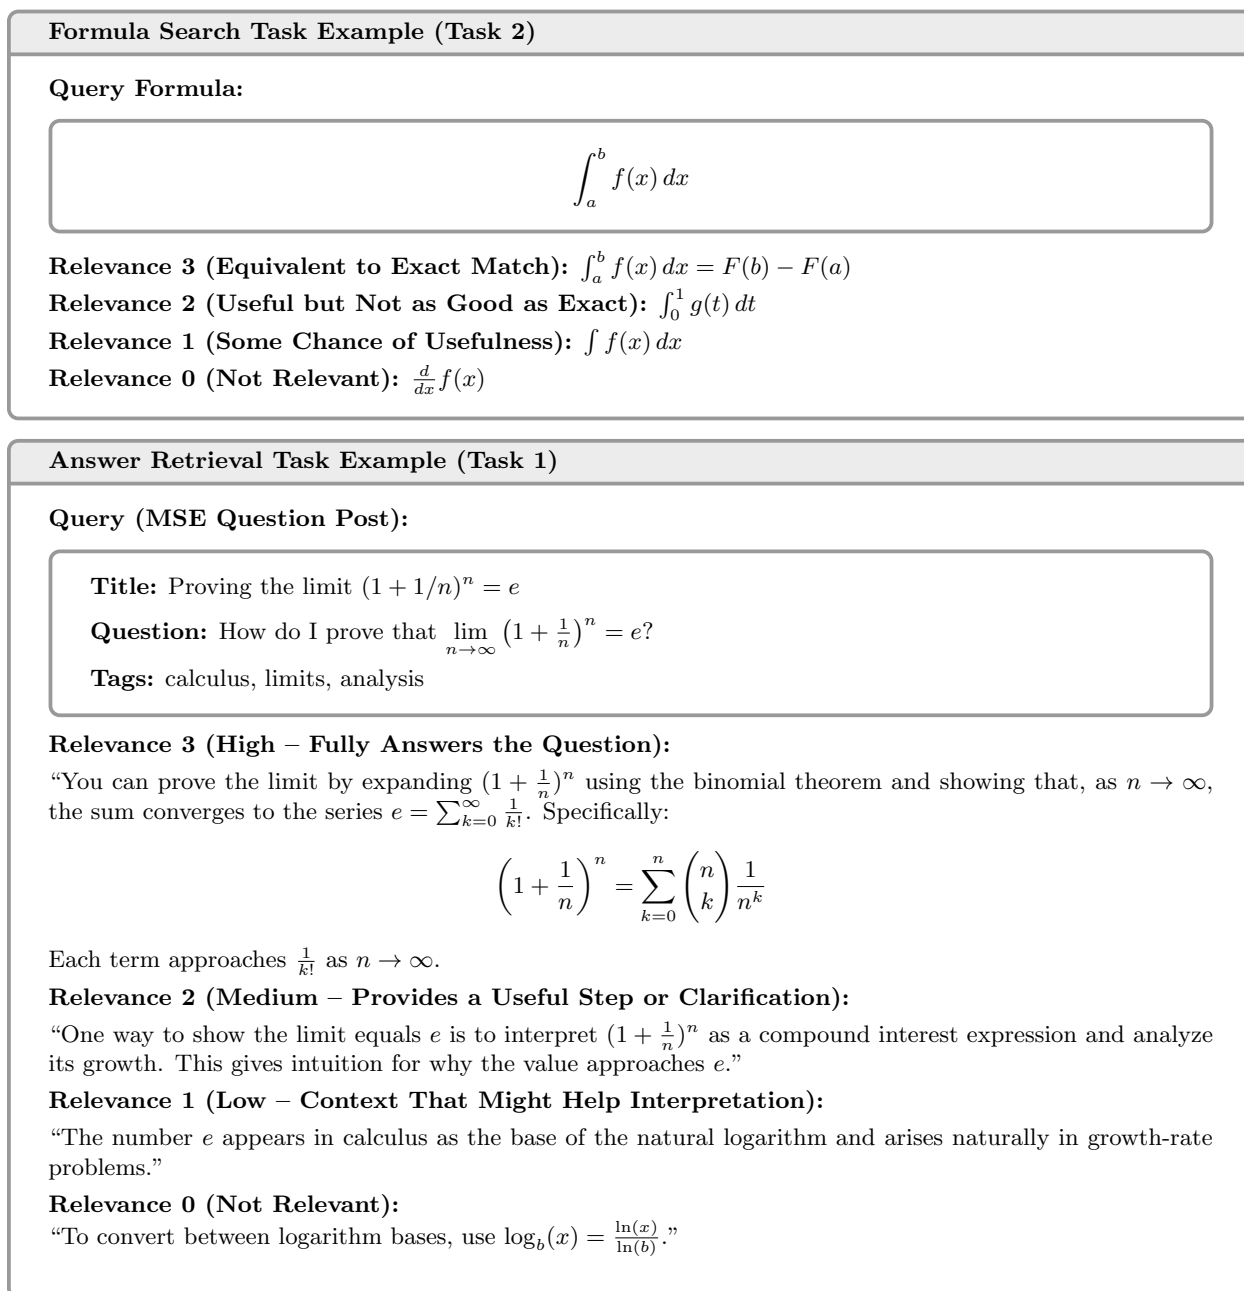 Formula Search Task Example (Task 2)
Query Formula:
∫_a^b f(x) dx
Relevance 3 (Equivalent to Exact Match): ∫_a^b f(x) dx = F(b) − F(a)
Relevance 2 (Useful but Not as Good as Exact): ∫_0^1 g(t) dt
Relevance 1 (Some Chance of Usefulness): ∫ f(x) dx
Relevance 0 (Not Relevant): d/dx f(x)
Answer Retrieval Task Example (Task 1)
Query (MSE Question Post):
Title: Proving the limit (1 + 1/n)^n = e
Question: How do I prove that lim_{n→∞} (1 + 1/n)^n = e?
Tags: calculus, limits, analysis
Relevance 3 (High – Fully Answers the Question):
“You can prove the limit by expanding (1 + 1/n)^n using the binomial theorem and showing that, as n → ∞,
the sum converges to the series e = ∑_{k=0}^∞ 1/k!. Specifically:
(1 + 1/n)^n = ∑_{k=0}^n (n k) 1/n^k
Each term approaches 1/k! as n → ∞.
Relevance 2 (Medium – Provides a Useful Step or Clarification):
“One way to show the limit equals e is to interpret (1 + 1/n)^n as a compound interest expression and analyze
its growth. This gives intuition for why the value approaches e.”
Relevance 1 (Low – Context That Might Help Interpretation):
“The number e appears in calculus as the base of the natural logarithm and arises naturally in growth-rate
problems.”
Relevance 0 (Not Relevant):
“To convert between logarithm bases, use log_b(x) = ln(x)/ln(b).”